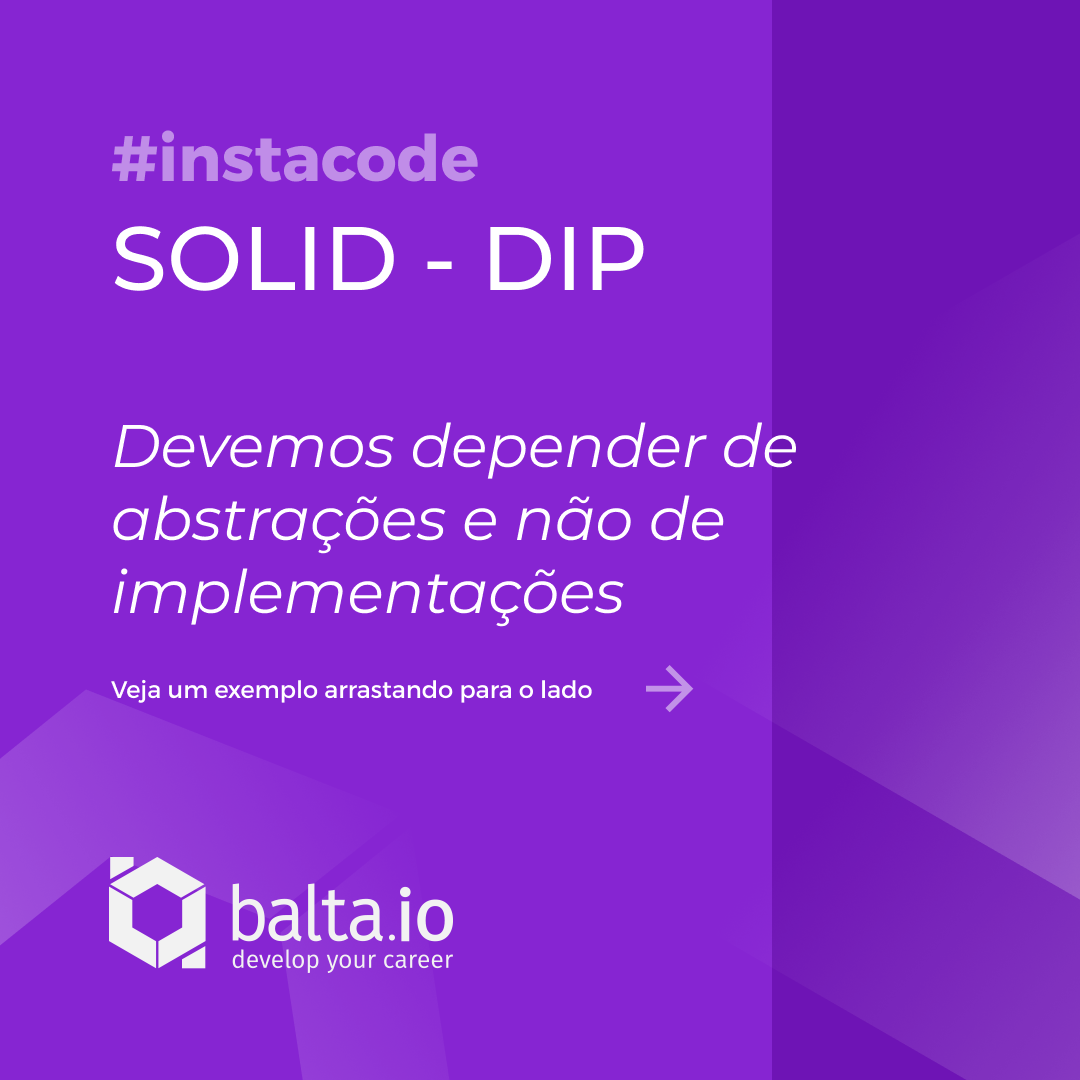 #instacode
SOLID - DIP
Devemos depender de
abstrações e não de
implementações
Veja um exemplo arrastando para o lado
balta.io
develop your career